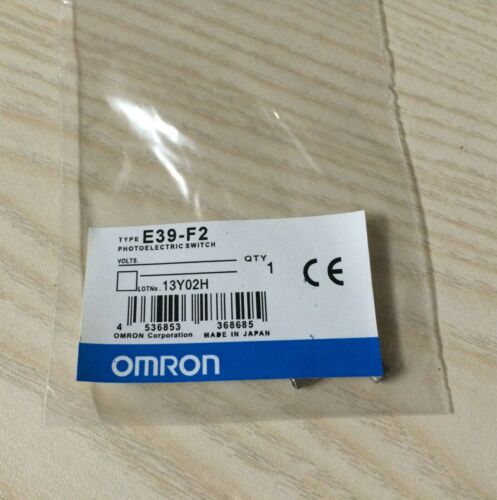 TYPE E39-F2
PHOTOELECTRIC SWITCH
VOLTS.
QTY 1
LOTNo. 13Y02H
CE
4 536853 368685
OMRON Corporation MADE IN JAPAN
OMRON